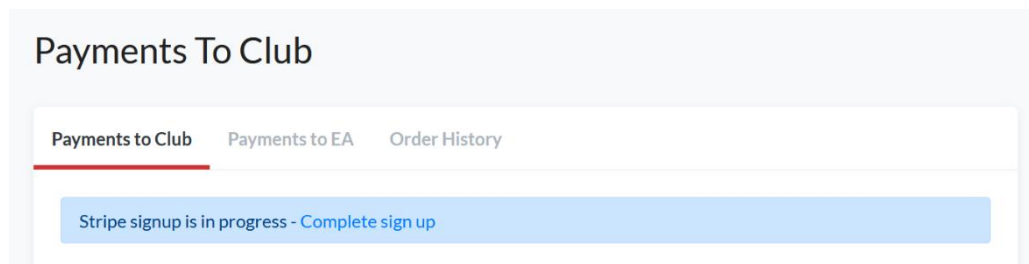 Payments To Club
Payments to Club Payments to EA Order History
Stripe signup is in progress - Complete sign up